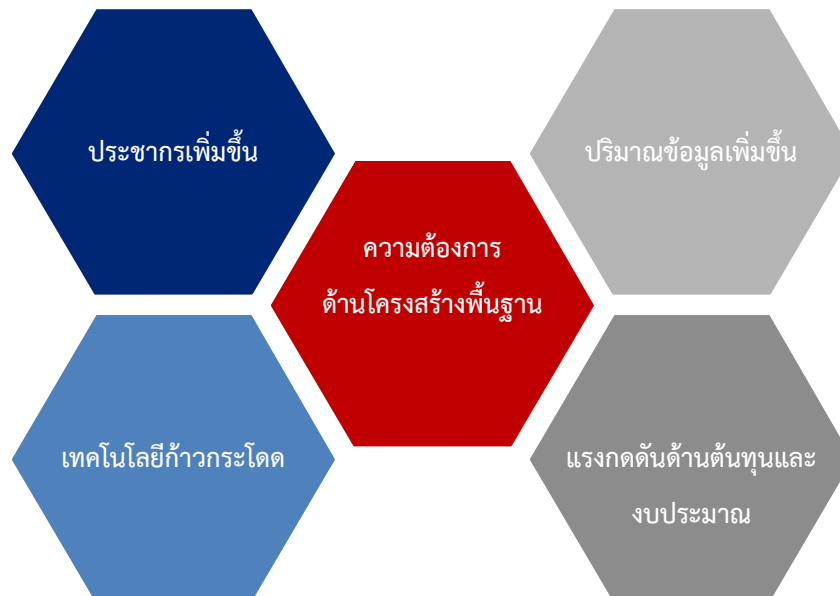 ประชากรเพิ่มขึ้น
ปริมาณข้อมูลเพิ่มขึ้น
ความต้องการ
ด้านโครงสร้างพื้นฐาน
เทคโนโลยีก้าวกระโดด
แรงกดดันด้านต้นทุนและ
งบประมาณ